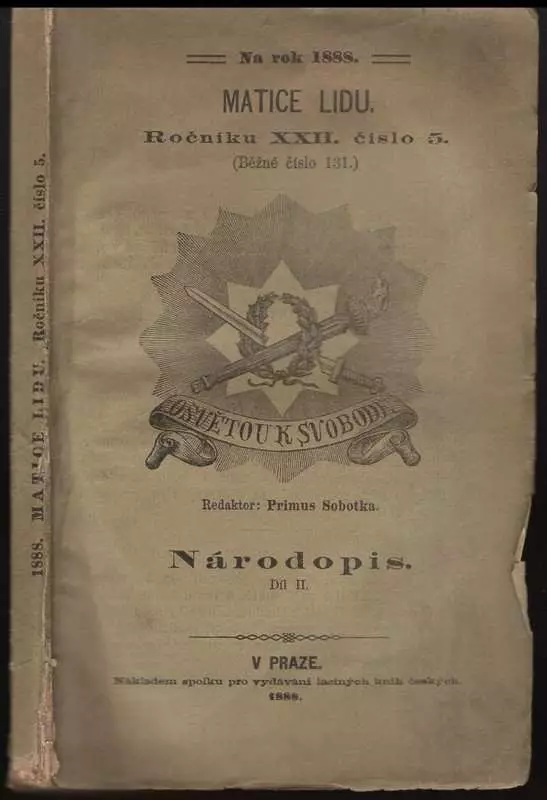 Na rok 1888.
MATICE LIDU.
Ročníku XXII. číslo 5.
(Běžné číslo 131.)
OSVĚTOU K SVOBODĚ.
Redaktor: Primus Sobotka.
Národopis.
Díl II.
V PRAZE.
Nákladem spolku pro vydávání laciných knih českých.
1888.
1888. MATICE LIDU. Ročníku XXII. číslo 5.